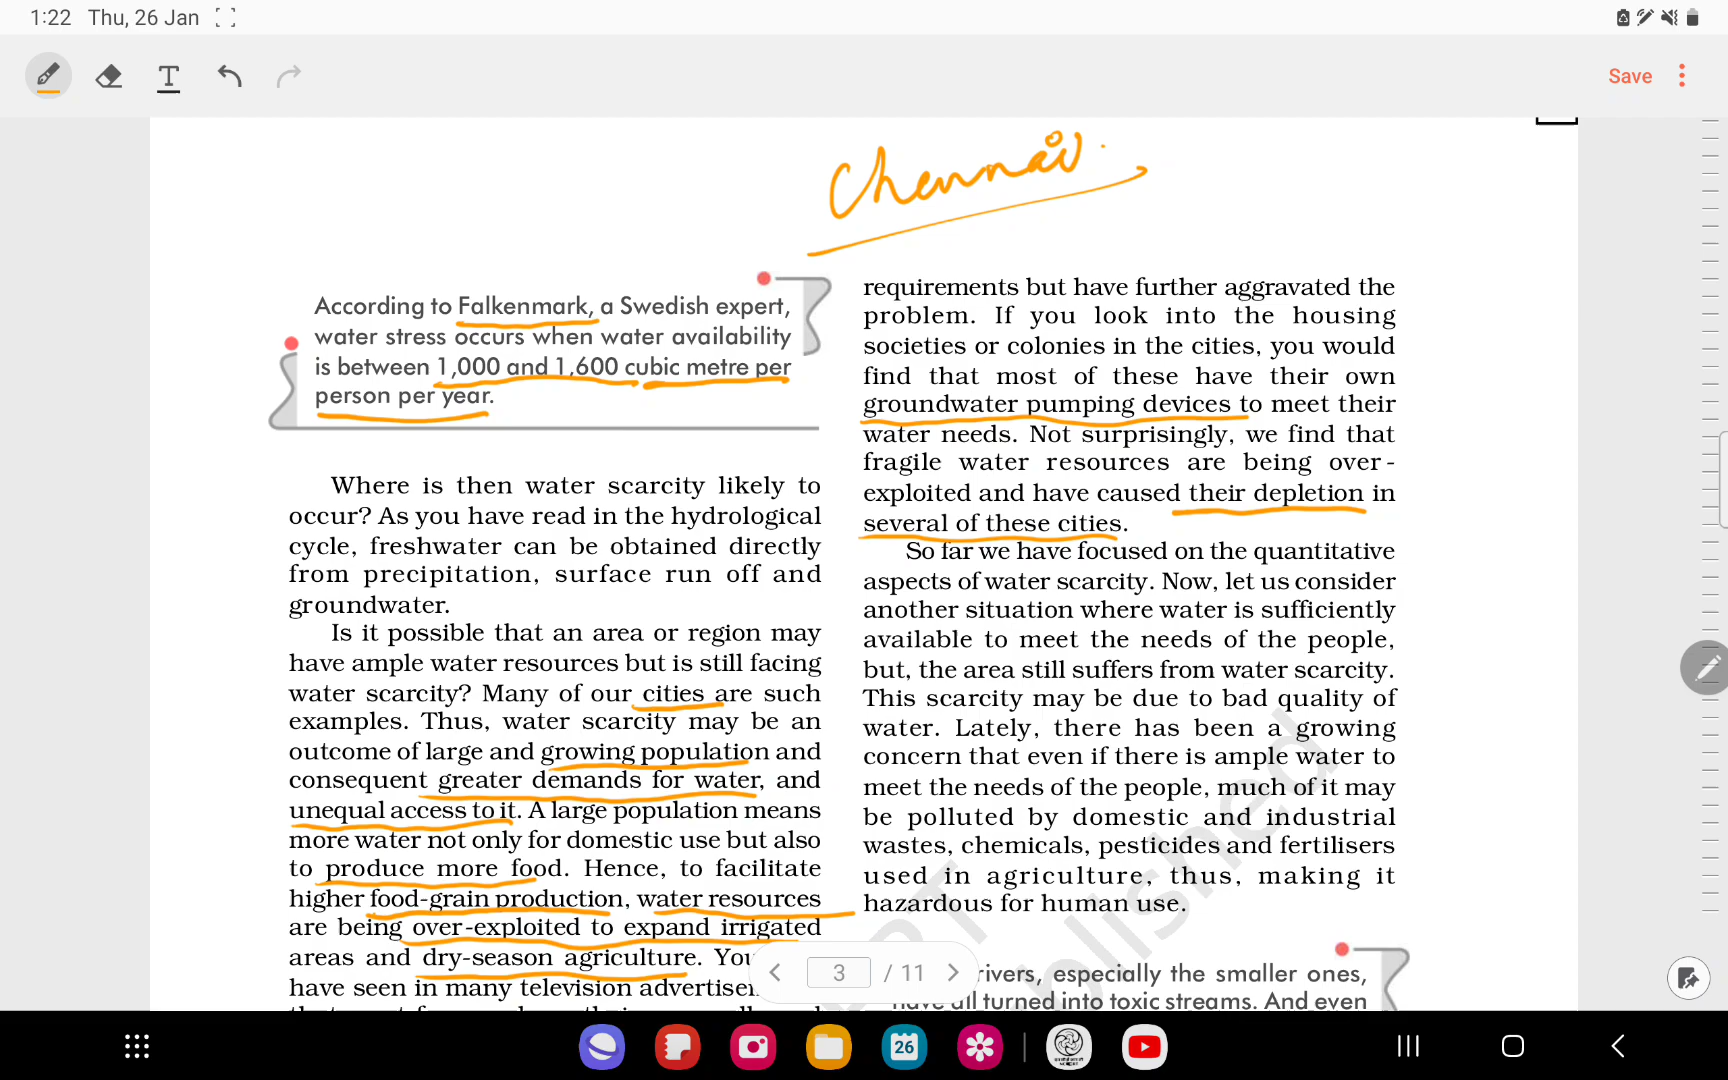 1:22 Thu, 26 Jan
Save
Chennai
According to Falkenmark, a Swedish expert,
water stress occurs when water availability
is between 1,000 and 1,600 cubic metre per
person per year.
Where is then water scarcity likely to
occur? As you have read in the hydrological
cycle, freshwater can be obtained directly
from precipitation, surface run off and
groundwater.
Is it possible that an area or region may
have ample water resources but is still facing
water scarcity? Many of our cities are such
examples. Thus, water scarcity may be an
outcome of large and growing population and
consequent greater demands for water, and
unequal access to it. A large population means
more water not only for domestic use but also
to produce more food. Hence, to facilitate
higher food-grain production, water resources
are being over-exploited to expand irrigated
areas and dry-season agriculture. You
have seen in many television
requirements but have further aggravated the
problem. If you look into the housing
societies or colonies in the cities, you would
find that most of these have their own
groundwater pumping devices to meet their
water needs. Not surprisingly, we find that
fragile water resources are being over-
exploited and have caused their depletion in
several of these cities.
So far we have focused on the quantitative
aspects of water scarcity. Now, let us consider
another situation where water is sufficiently
available to meet the needs of the people,
but, the area still suffers from water scarcity.
This scarcity may be due to bad quality of
water. Lately, there has been a growing
concern that even if there is ample water to
meet the needs of the people, much of it may
be polluted by domestic and industrial
wastes, chemicals, pesticides and fertilisers
used in agriculture, thus, making it
hazardous for human use.
rivers, especially the smaller ones,
have all turned into toxic streams. And even
3 / 11
26